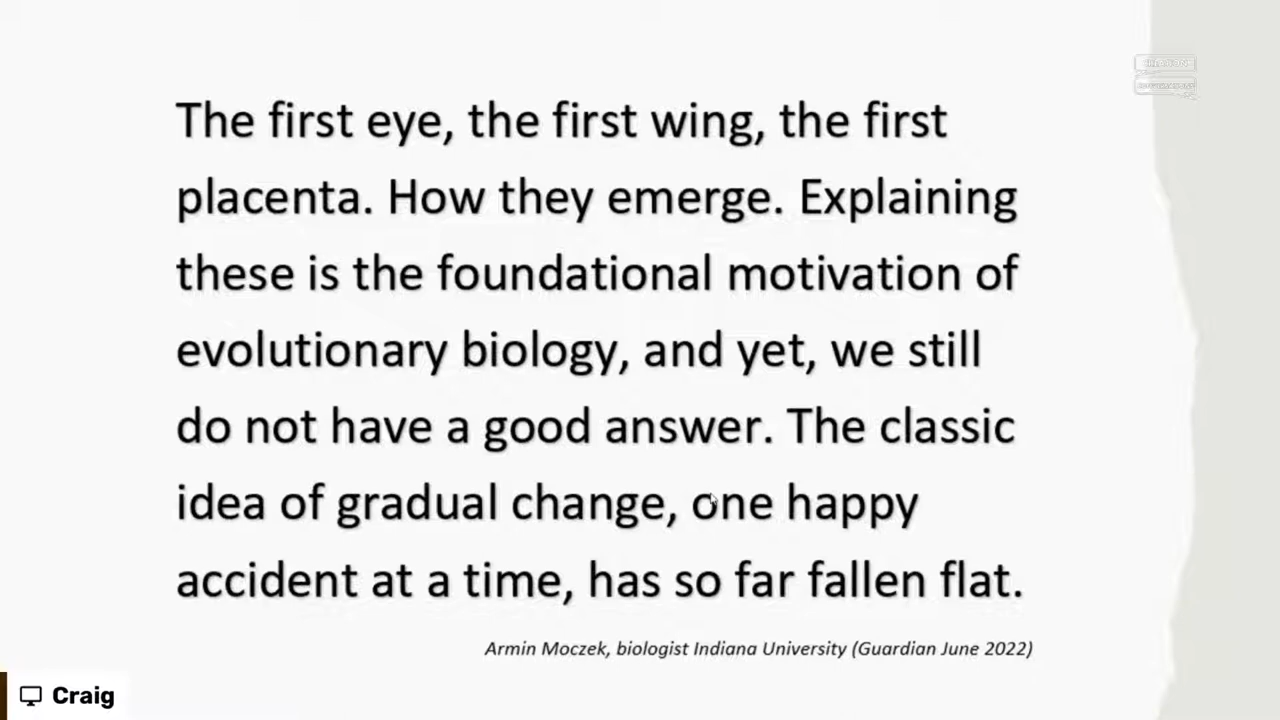 The first eye, the first wing, the first
placenta. How they emerge. Explaining
these is the foundational motivation of
evolutionary biology, and yet, we still
do not have a good answer. The classic
idea of gradual change, one happy
accident at a time, has so far fallen flat.
Armin Moczek, biologist Indiana University (Guardian June 2022)
Craig